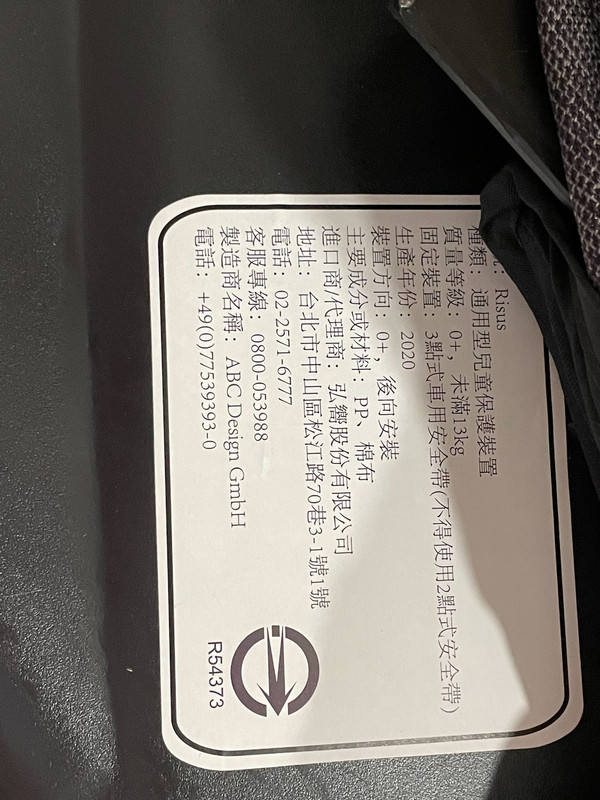 Risus
種類： 通用型兒童保護裝置
質量等級： 0+， 未滿13kg
固定裝置： 3點式車用安全帶(不得使用2點式安全帶)
生產年份： 2020
裝置方向： 0+， 後向安裝
主要成分或材料： PP、棉布
進口商/代理商： 弘嚮股份有限公司
地址： 台北市中山區松江路70巷3-1號1號
電話： 02-2571-6777
客服專線： 0800-053988
製造商名稱： ABC Design GmbH
電話： +49(0)77539393-0
R54373